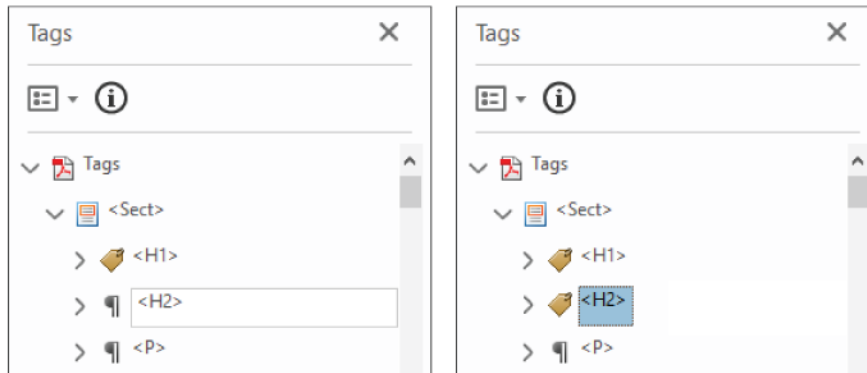 Tags
Tags
<Sect>
<H1>
<H2>
<P>
Tags
Tags
<Sect>
<H1>
<H2>
<P>